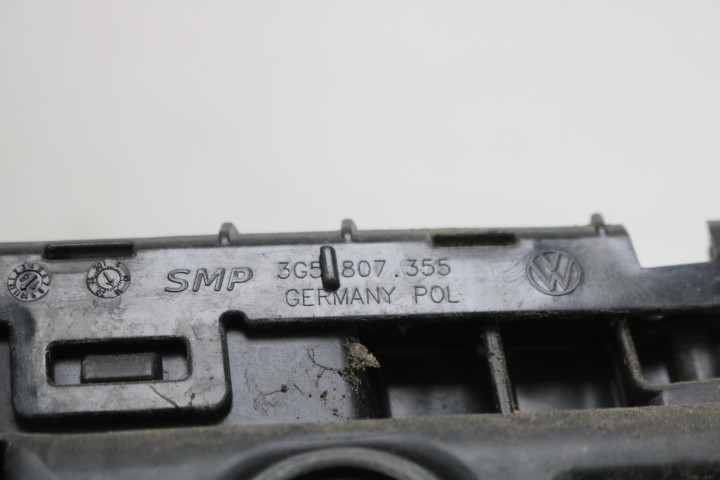 SMP 3G5 807.355
GERMANY POL